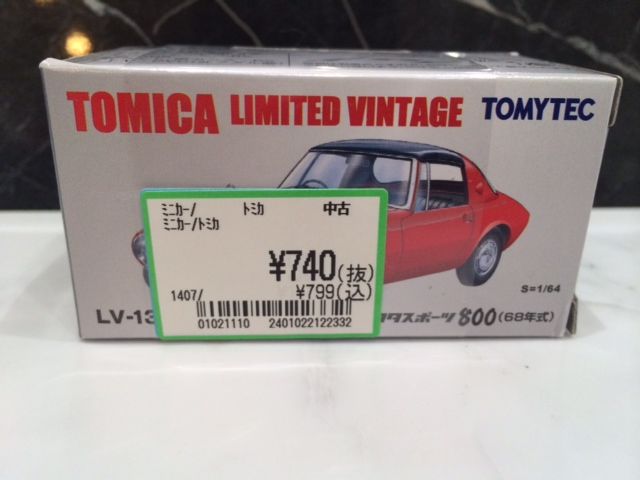 TOMICA LIMITED VINTAGE TOMYTEC
ﾐﾆｶｰ/ ﾄミカ 中古
ﾐﾆｶｰ/ﾄﾐｶ
¥740(抜)
1407/ ¥799(込)
01021110 2401022122332
S=1/64
LV-13 タスポーツ800(68年式)